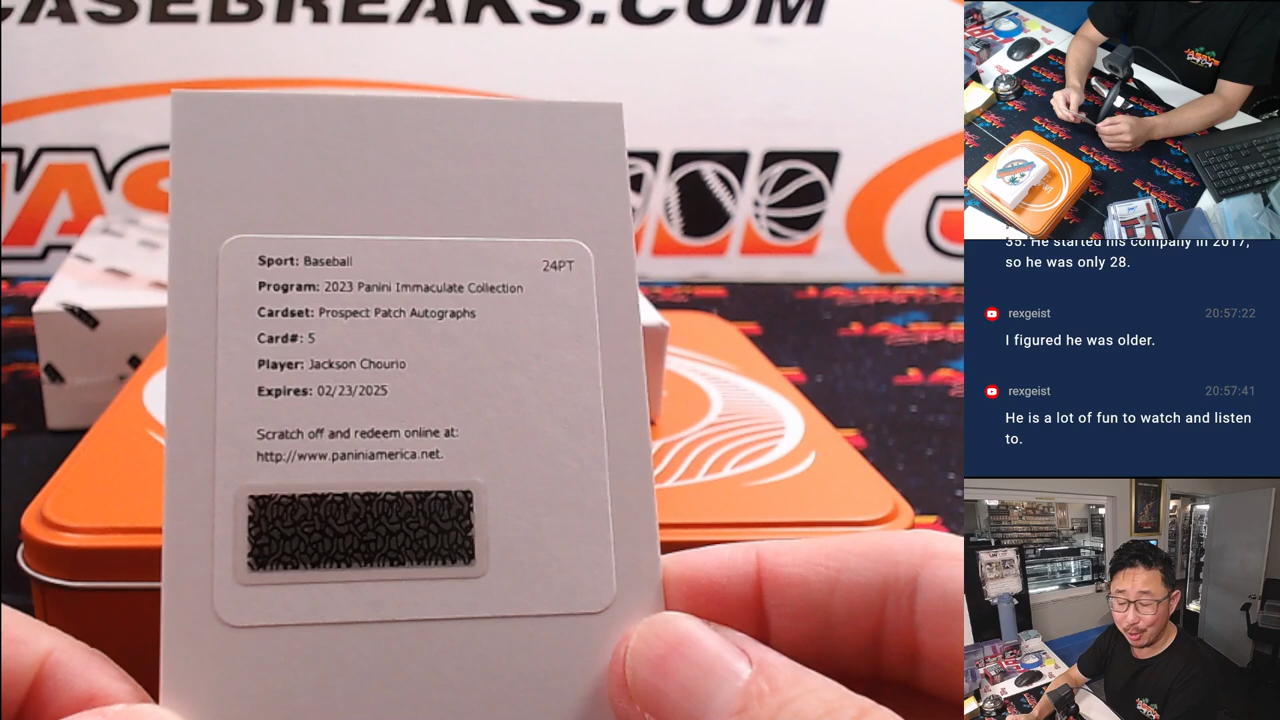 CASEBREAKS.COM
JAS
Sport: Baseball
24PT
Program: 2023 Panini Immaculate Collection
Cardset: Prospect Patch Autographs
Card#: 5
Player: Jackson Chourio
Expires: 02/23/2025
Scratch off and redeem online at:
http://www.paniniamerica.net.
35. He started his company in 2017,
so he was only 28.
rexgeist 20:57:22
I figured he was older.
rexgeist 20:57:41
He is a lot of fun to watch and listen
to.